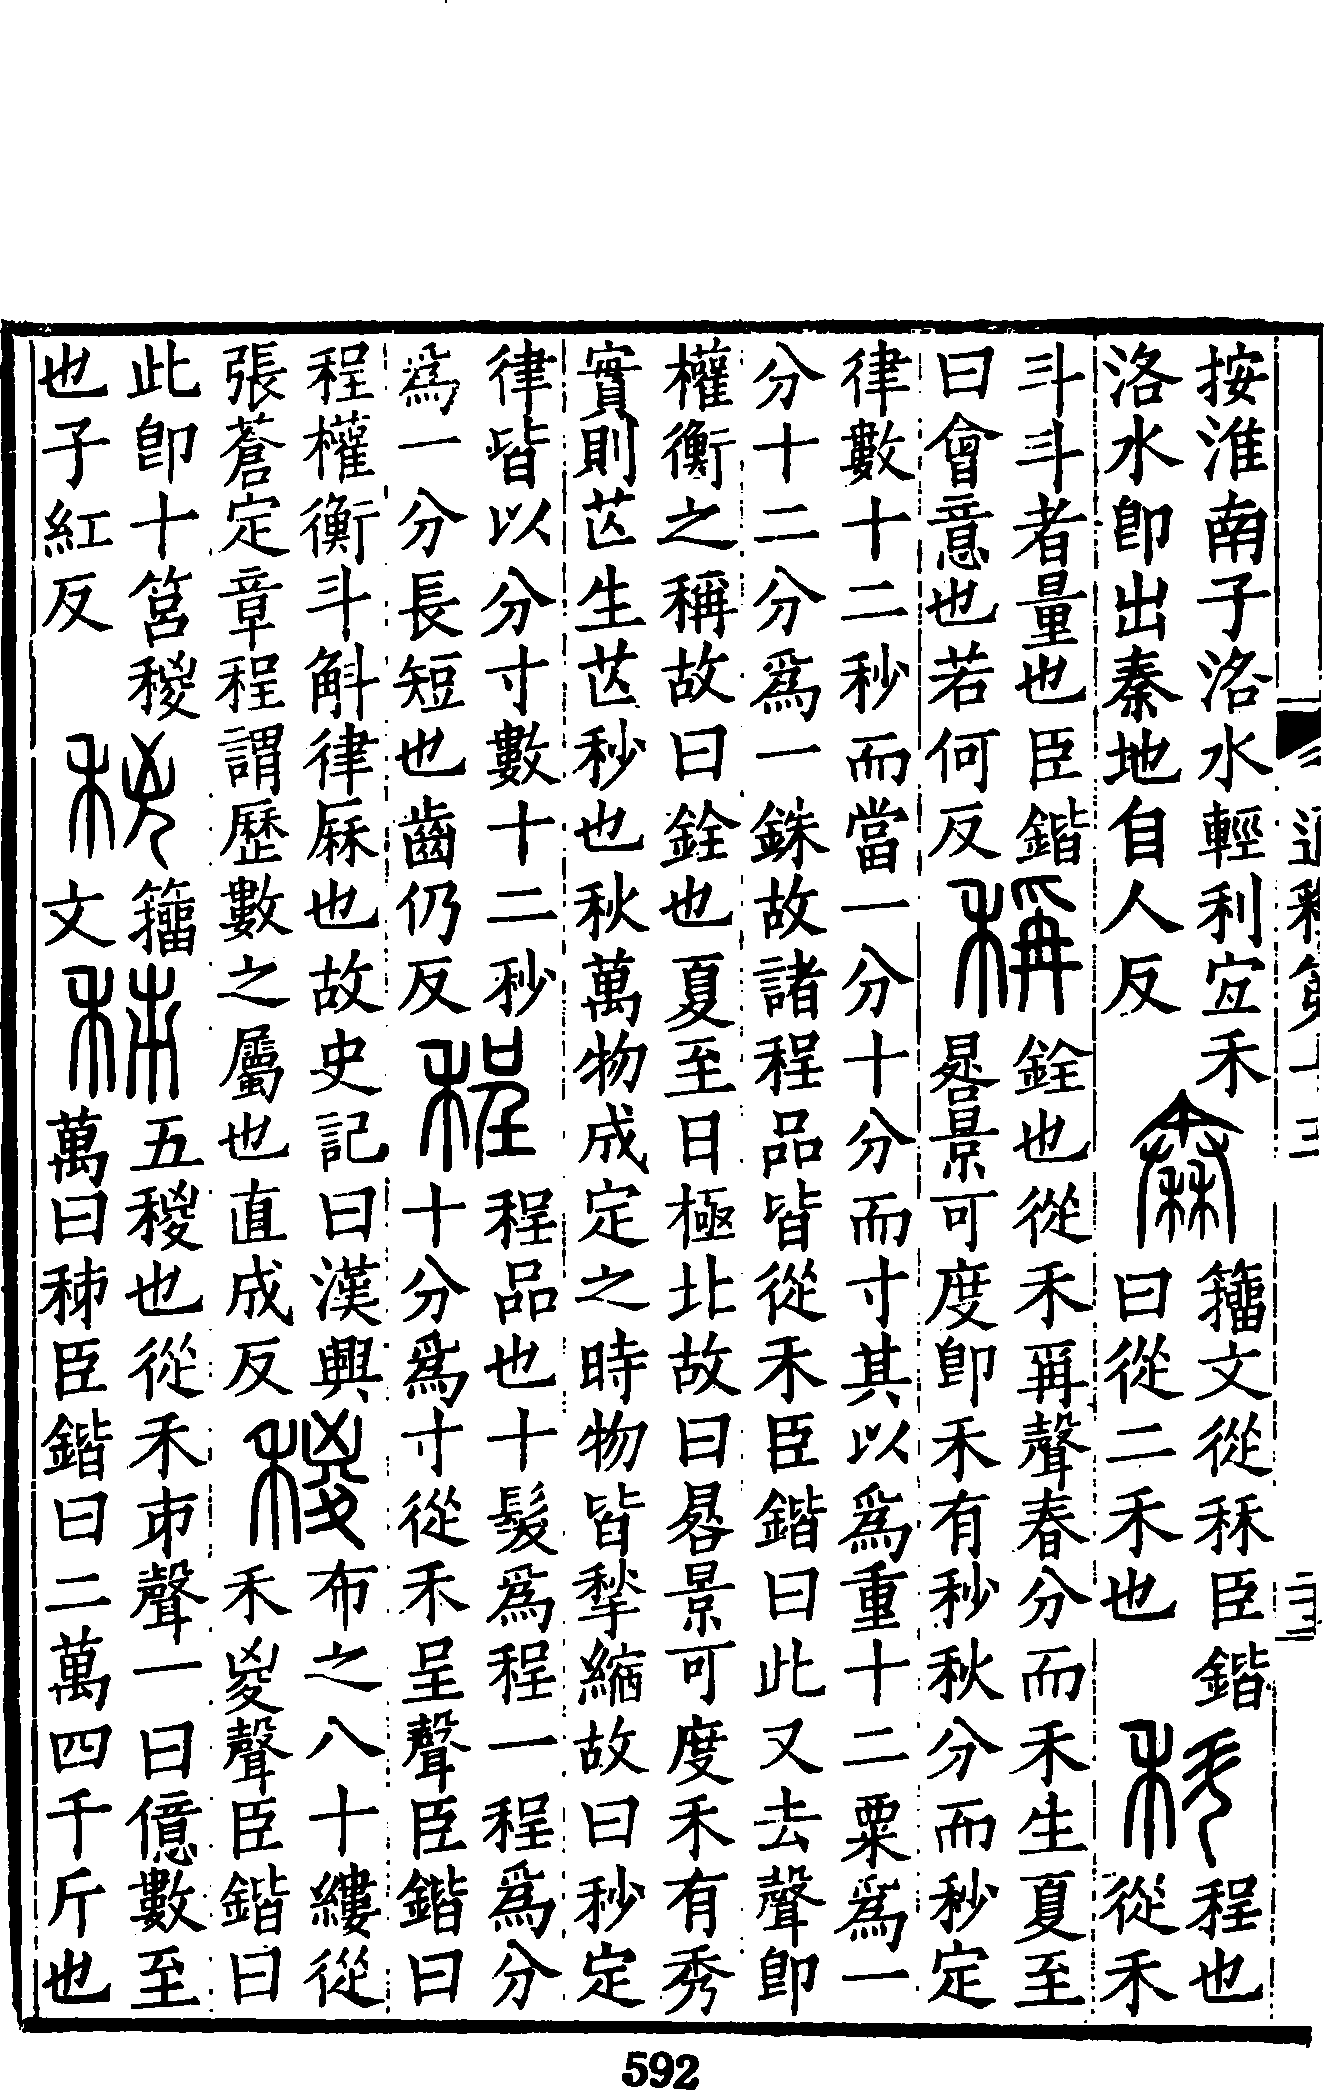 按淮南子洛水輕利宜禾
洛水卽出秦地自人反
𥠼
籒文從秝臣鍇
曰從二禾也
科
程也
從禾
斗斗者量也臣鍇
曰會意也若何反
稱
銓也從禾爯聲春分而禾生夏至
晷景可度卽禾有秒秋分而秒定
律數十二秒而當一分十分而寸其以爲重十二粟爲一
分十二分爲一銖故諸程品皆從禾臣鍇曰此又去聲卽
權衡之稱故曰銓也夏至日極北故曰晷景可度禾有秀
實則芒生芒秒也秋萬物成定之時物皆揫縮故曰秒定
律皆以分寸數十二秒
爲一分長短也齒仍反
程
程品也十髮爲程一程爲分
十分爲寸從禾呈聲臣鍇曰
程權衡斗斛律厤也故史記曰漢興
張蒼定章程謂歷數之屬也直成反
稯
布之八十縷從
禾㚇聲臣鍇曰
此卽十筥稯
也子紅反
籒
文
秭
五稯也從禾𠂔聲一曰億數至
萬曰秭臣鍇曰二萬四千斤也
592